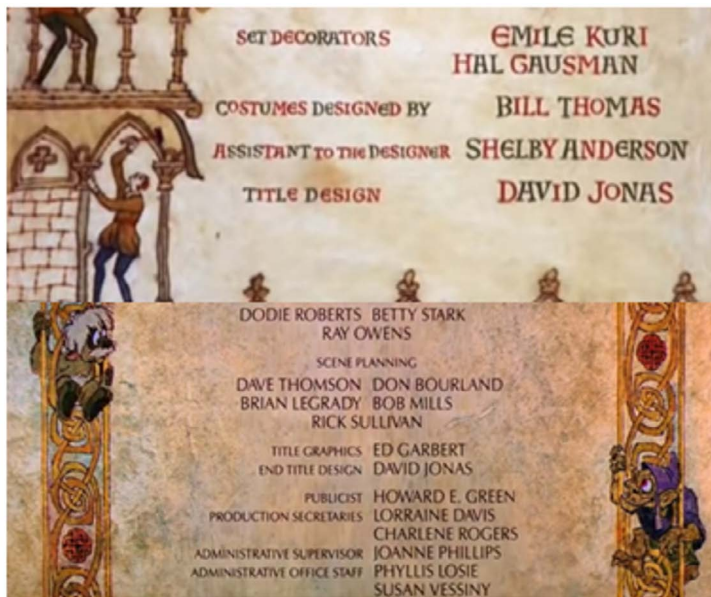 SET DECORATORS EMILE KURI
HAL GAUSMAN
COSTUMES DESIGNED BY BILL THOMAS
ASSISTANT TO THE DESIGNER SHELBY ANDERSON
TITLE DESIGN DAVID JONAS
DODIE ROBERTS BETTY STARK
RAY OWENS
SCENE PLANNING
DAVE THOMSON DON BOURLAND
BRIAN LEGRADY BOB MILLS
RICK SULLIVAN
TITLE GRAPHICS ED GARBERT
END TITLE DESIGN DAVID JONAS
PUBLICIST HOWARD E. GREEN
PRODUCTION SECRETARIES LORRAINE DAVIS
CHARLENE ROGERS
ADMINISTRATIVE SUPERVISOR JOANNE PHILLIPS
ADMINISTRATIVE OFFICE STAFF PHYLLIS LOSIE
SUSAN VESSINY